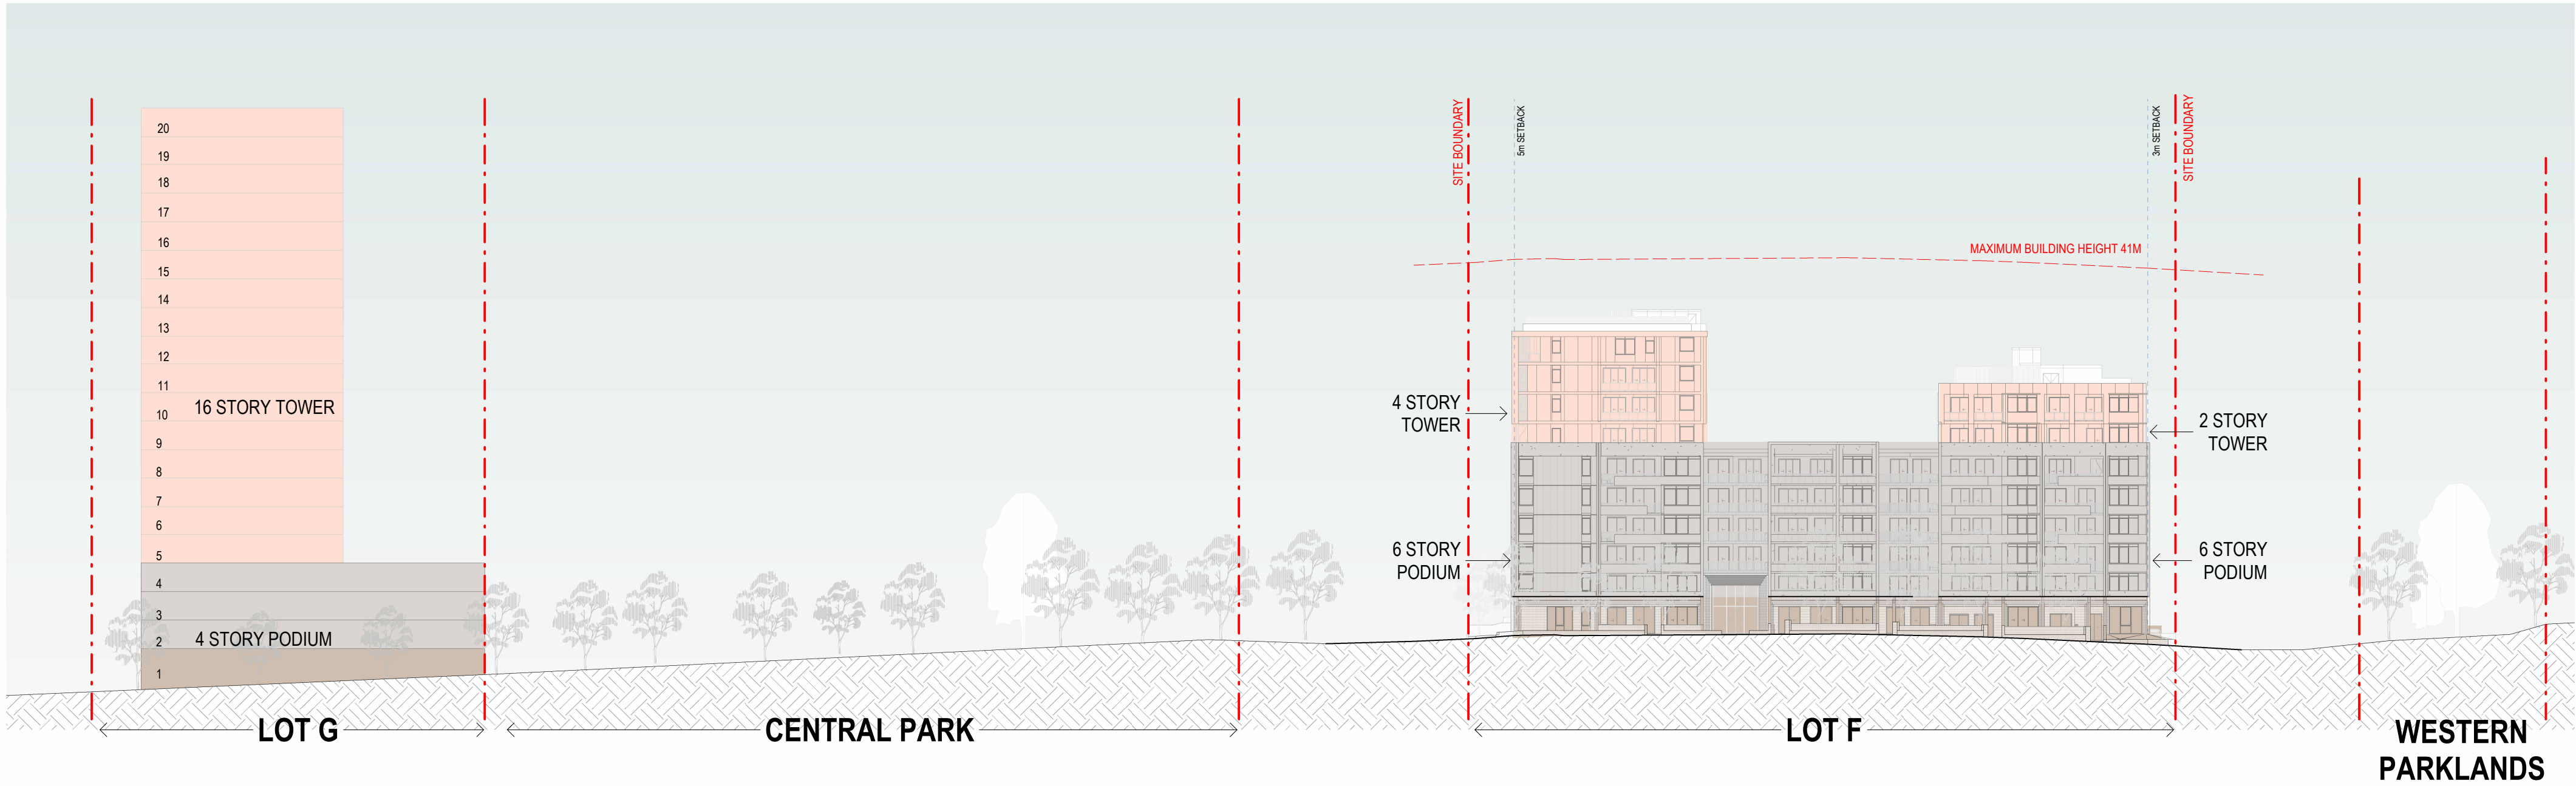 20
19
18
17
16
15
14
13
12
11
10
16 STORY TOWER
9
8
7
6
5
4
3
2
4 STORY PODIUM
1
SITE BOUNDARY
5m SETBACK
3m SETBACK
SITE BOUNDARY
MAXIMUM BUILDING HEIGHT 41M
4 STORY
TOWER
2 STORY
TOWER
6 STORY
PODIUM
6 STORY
PODIUM
LOT G
CENTRAL PARK
LOT F
WESTERN
PARKLANDS